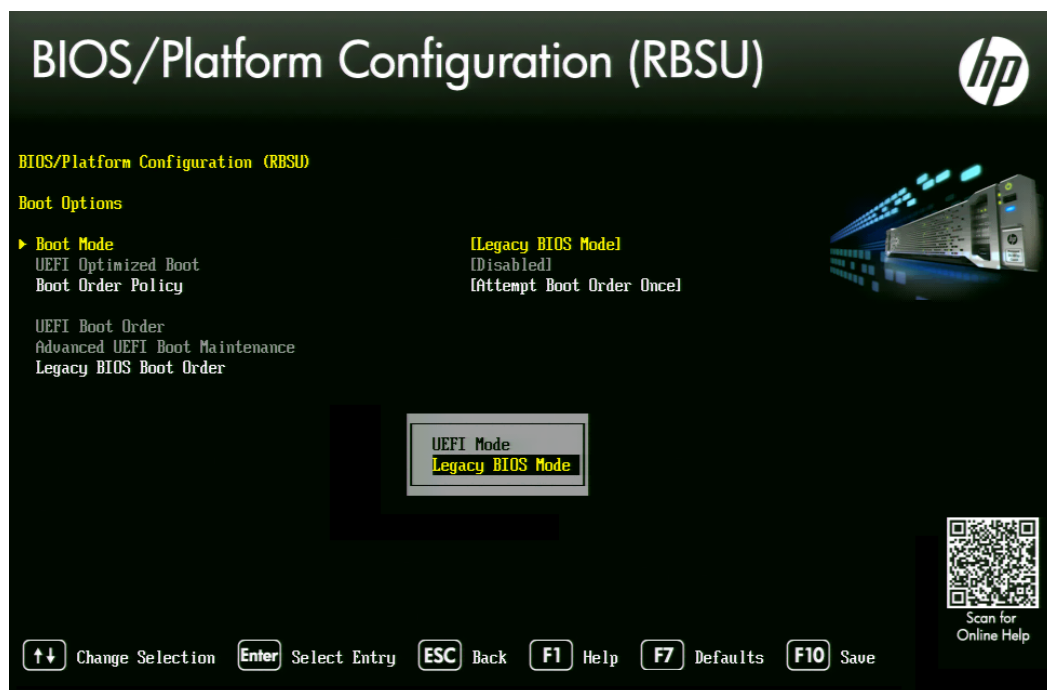 BIOS/Platform Configuration (RBSU)
hp
BIOS/Platform Configuration (RBSU)
Boot Options
Boot Mode [Legacy BIOS Mode]
UEFI Optimized Boot [Disabled]
Boot Order Policy [Attempt Boot Order Once]
UEFI Boot Order
Advanced UEFI Boot Maintenance
Legacy BIOS Boot Order
UEFI Mode
Legacy BIOS Mode
Scan for
Online Help
↑↓ Change Selection Enter Select Entry ESC Back F1 Help F7 Defaults F10 Save